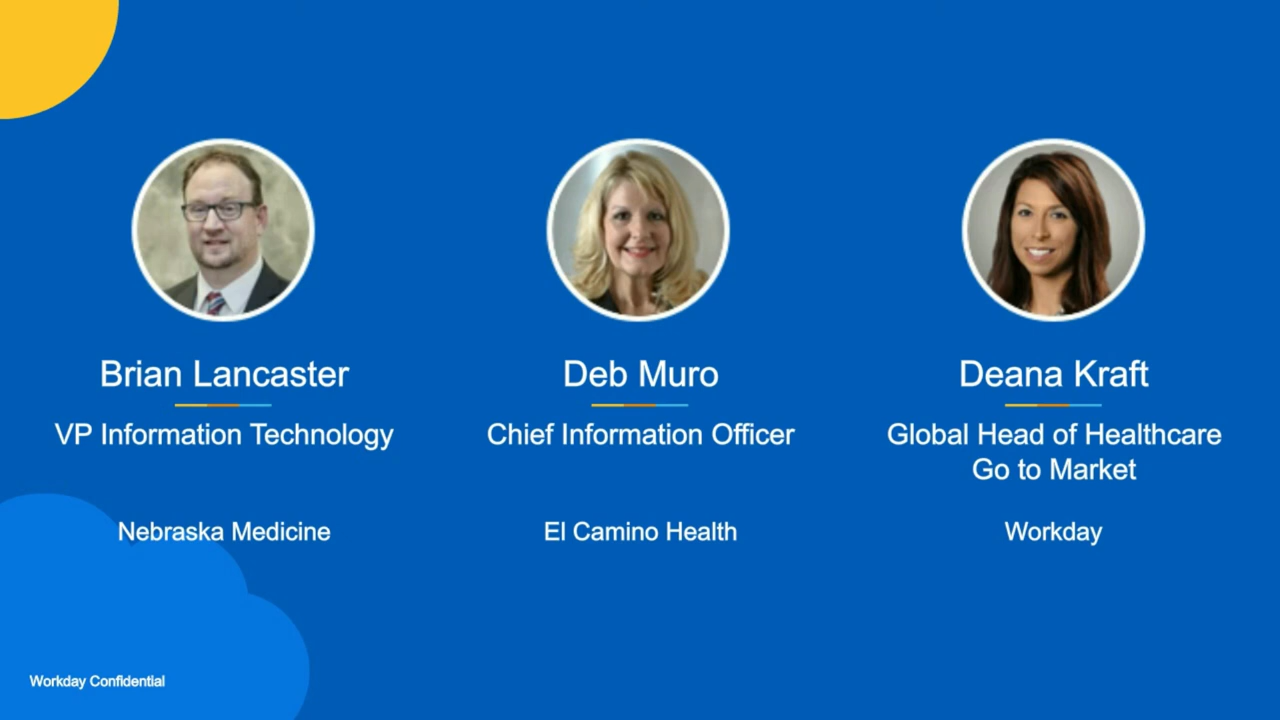 Brian Lancaster
VP Information Technology
Nebraska Medicine
Deb Muro
Chief Information Officer
El Camino Health
Deana Kraft
Global Head of Healthcare
Go to Market
Workday
Workday Confidential